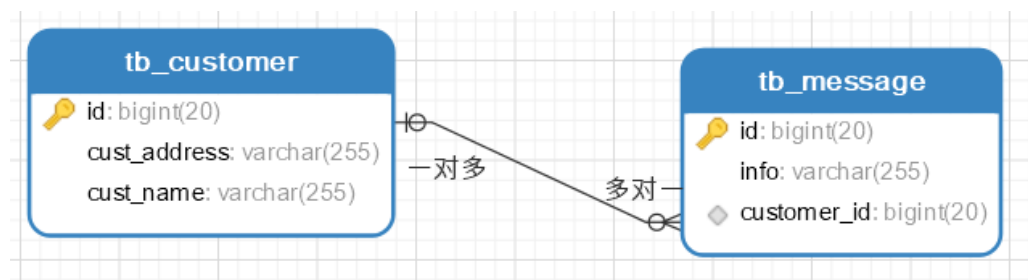 tb_customer
id: bigint(20)
cust_address: varchar(255)
cust_name: varchar(255)
一对多
多对一
tb_message
id: bigint(20)
info: varchar(255)
customer_id: bigint(20)